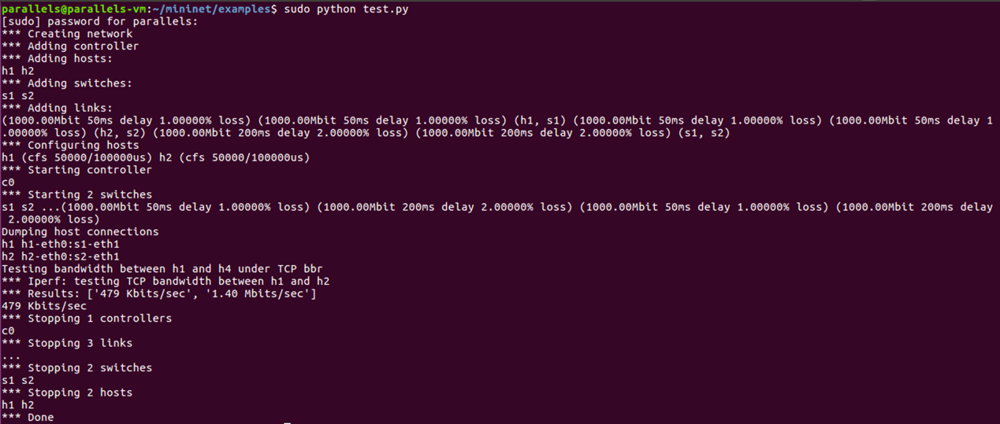 parallels@parallels-vm:~/mininet/examples$ sudo python test.py
[sudo] password for parallels:
*** Creating network
*** Adding controller
*** Adding hosts:
h1 h2
*** Adding switches:
s1 s2
*** Adding links:
(1000.00Mbit 50ms delay 1.00000% loss) (1000.00Mbit 50ms delay 1.00000% loss) (h1, s1) (1000.00Mbit 50ms delay 1.00000% loss) (1000.00Mbit 50ms delay 1
.00000% loss) (h2, s2) (1000.00Mbit 200ms delay 2.00000% loss) (1000.00Mbit 200ms delay 2.00000% loss) (s1, s2)
*** Configuring hosts
h1 (cfs 50000/100000us) h2 (cfs 50000/100000us)
*** Starting controller
c0
*** Starting 2 switches
s1 s2 ...(1000.00Mbit 50ms delay 1.00000% loss) (1000.00Mbit 200ms delay 2.00000% loss) (1000.00Mbit 50ms delay 1.00000% loss) (1000.00Mbit 200ms delay
 2.00000% loss)
Dumping host connections
h1 h1-eth0:s1-eth1
h2 h2-eth0:s2-eth1
Testing bandwidth between h1 and h4 under TCP bbr
*** Iperf: testing TCP bandwidth between h1 and h2
*** Results: ['479 Kbits/sec', '1.40 Mbits/sec']
479 Kbits/sec
*** Stopping 1 controllers
c0
*** Stopping 3 links
...
*** Stopping 2 switches
s1 s2
*** Stopping 2 hosts
h1 h2
*** Done